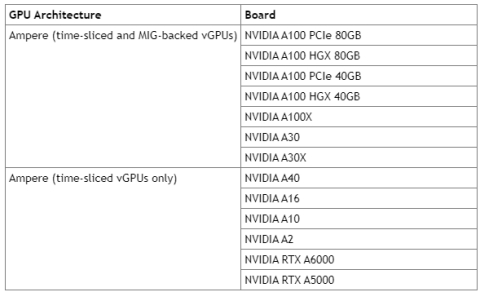 GPU Architecture Board
Ampere (time-sliced and MIG-backed vGPUs) NVIDIA A100 PCIe 80GB
NVIDIA A100 HGX 80GB
NVIDIA A100 PCIe 40GB
NVIDIA A100 HGX 40GB
NVIDIA A100X
NVIDIA A30
NVIDIA A30X
Ampere (time-sliced vGPUs only) NVIDIA A40
NVIDIA A16
NVIDIA A10
NVIDIA A2
NVIDIA RTX A6000
NVIDIA RTX A5000